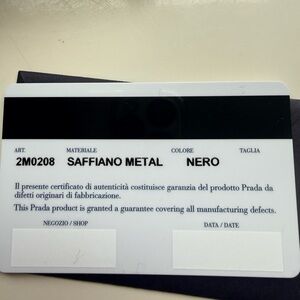 ART. MATERIALE COLORE TAGLIA
2M0208 SAFFIANO METAL NERO
Il presente certificato di autenticità costituisce garanzia del prodotto Prada da
difetti originari di fabbricazione.
This Prada product is granted a guarantee covering all manufacturing defects.
NEGOZIO / SHOP DATA / DATE